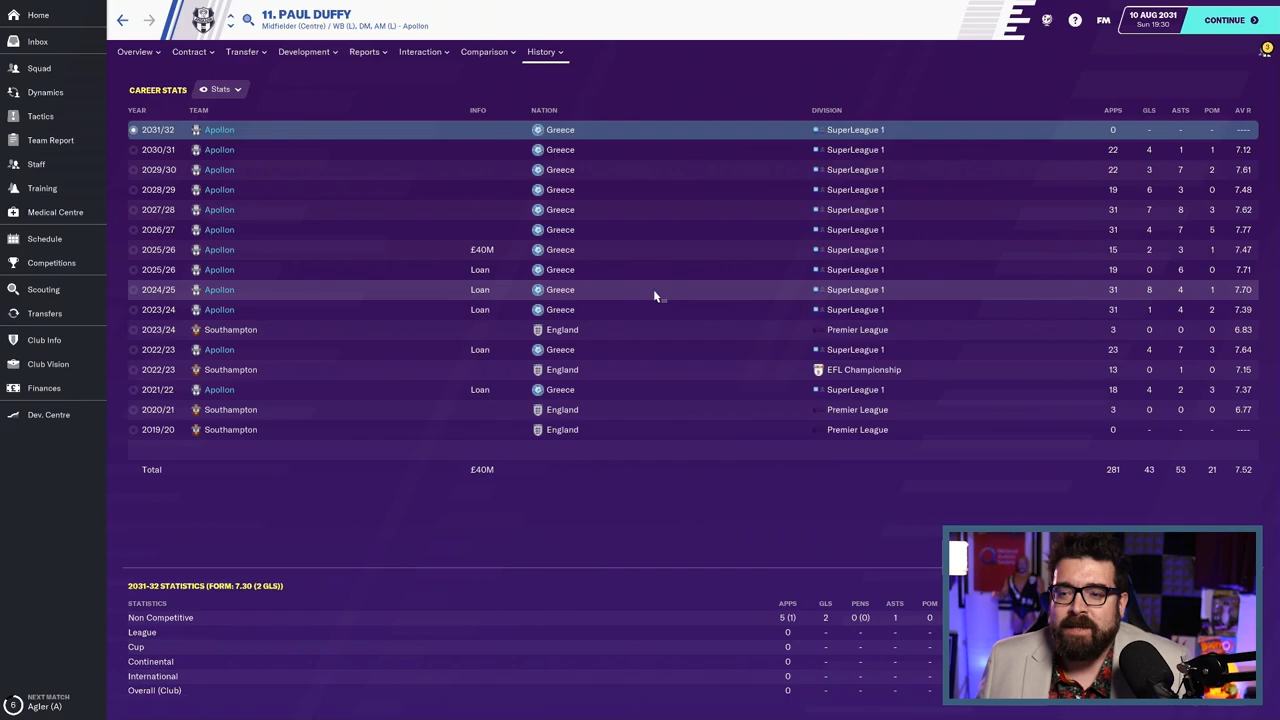 11. PAUL DUFFY
Midfielder (Centre) / WB (L), DM, AM (L) - Apollon
FM
10 AUG 2031
Sun 19:30
CONTINUE
Home
Inbox
Squad
Dynamics
Tactics
Team Report
Staff
Training
Medical Centre
Schedule
Competitions
Scouting
Transfers
Club Info
Club Vision
Finances
Dev. Centre
6
NEXT MATCH
Agler (A)
Overview Contract Transfer Development Reports Interaction Comparison History
3
CAREER STATS Stats
YEAR TEAM INFO NATION DIVISION APPS GLS ASTS POM AV R
2031/32 Apollon Greece SuperLeague 1 0 - - - ----
2030/31 Apollon Greece SuperLeague 1 22 4 1 1 7.12
2029/30 Apollon Greece SuperLeague 1 22 3 7 2 7.61
2028/29 Apollon Greece SuperLeague 1 19 6 3 0 7.48
2027/28 Apollon Greece SuperLeague 1 31 7 8 3 7.62
2026/27 Apollon Greece SuperLeague 1 31 4 7 5 7.77
2025/26 Apollon £40M Greece SuperLeague 1 15 2 3 1 7.47
2025/26 Apollon Loan Greece SuperLeague 1 19 0 6 0 7.71
2024/25 Apollon Loan Greece SuperLeague 1 31 8 4 1 7.70
2023/24 Apollon Loan Greece SuperLeague 1 31 1 4 2 7.39
2023/24 Southampton England Premier League 3 0 0 0 6.83
2022/23 Apollon Loan Greece SuperLeague 1 23 4 7 3 7.64
2022/23 Southampton England EFL Championship 13 0 1 0 7.15
2021/22 Apollon Loan Greece SuperLeague 1 18 4 2 3 7.37
2020/21 Southampton England Premier League 3 0 0 0 6.77
2019/20 Southampton England Premier League 0 - - - ----
Total £40M 281 43 53 21 7.52
2031-32 STATISTICS (FORM: 7.30 (2 GLS))
STATISTICS APPS GLS PENS ASTS POM
Non Competitive 5 (1) 2 0 (0) 1 0
League 0 - - - -
Cup 0 - - - -
Continental 0 - - - -
International 0 - - - -
Overall (Club) 0 - - - -